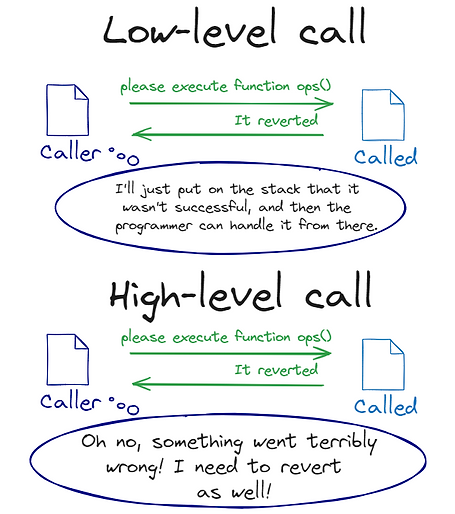 Low-level call
please execute function ops()
It reverted
Caller
Called
I'll just put on the stack that it
wasn't successful, and then the
programmer can handle it from there.
High-level call
please execute function ops()
It reverted
Caller
Called
Oh no, something went terribly
wrong! I need to revert
as well!